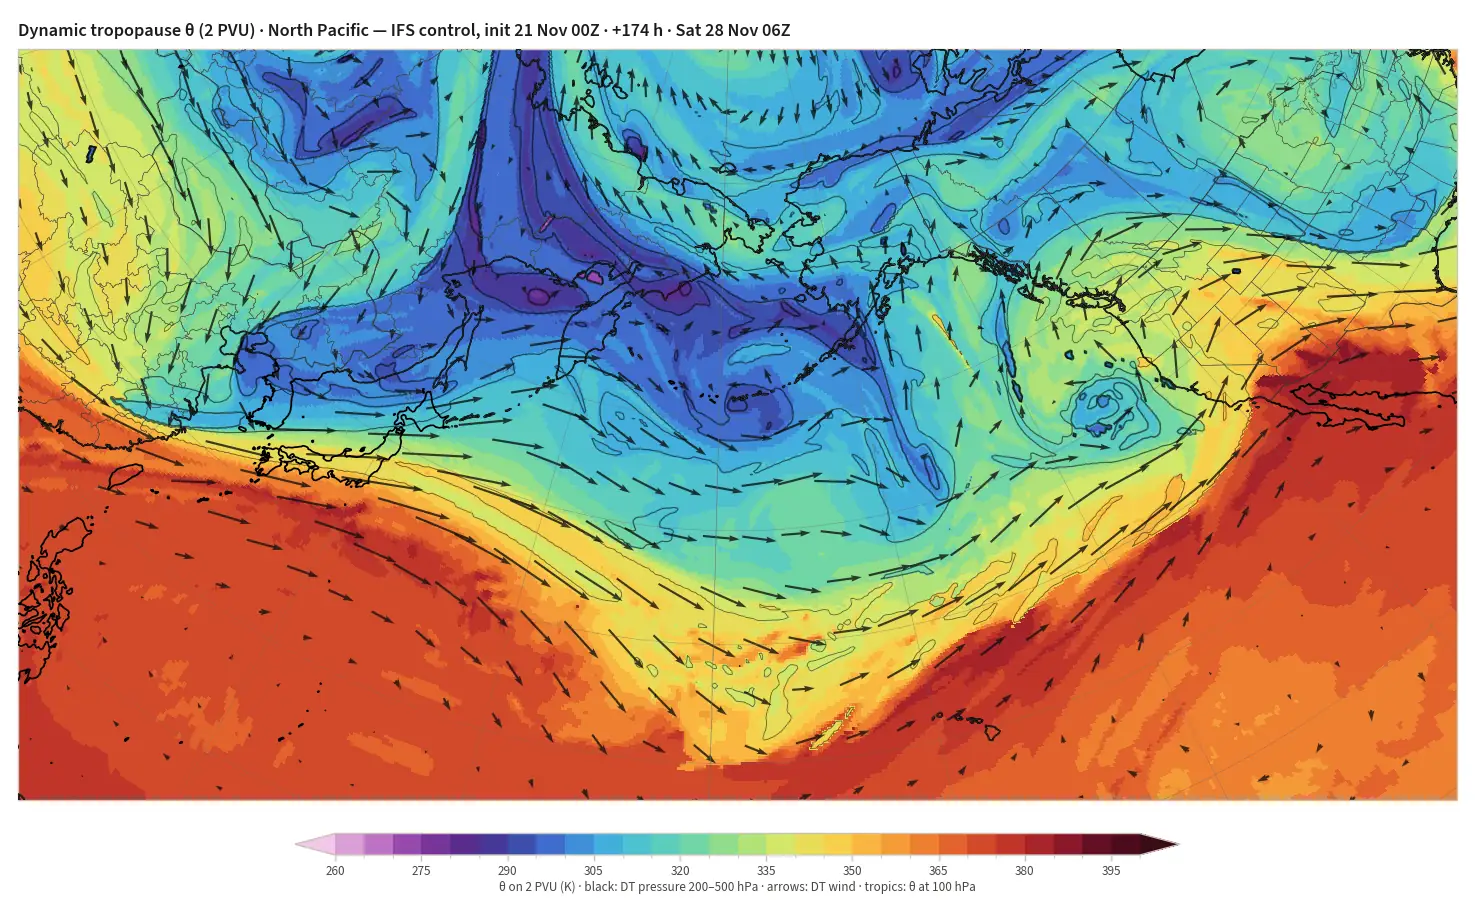 Dynamic tropopause θ (2 PVU) · North Pacific — IFS control, init 21 Nov 00Z · +174 h · Sat 28 Nov 06Z
260 275 290 305 320 335 350 365 380 395
θ on 2 PVU (K) · black: DT pressure 200–500 hPa · arrows: DT wind · tropics: θ at 100 hPa